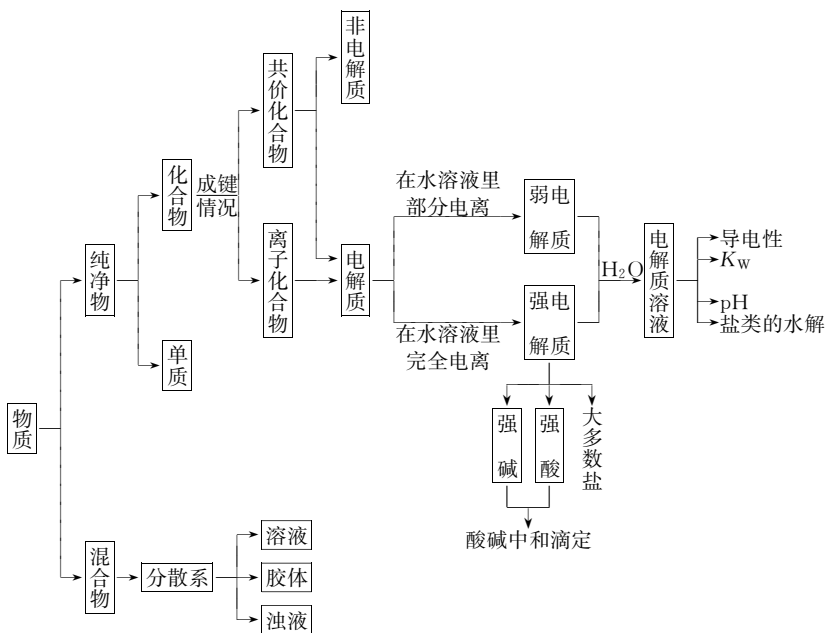 物质
纯净物
混合物
化合物
单质
成键
情况
共价化合物
离子化合物
非电解质
电解质
在水溶液里
部分电离
在水溶液里
完全电离
弱电
解质
强电
解质
H₂O
电解质溶液
导电性
K_W
pH
盐类的水解
强
碱
强
酸
大多数盐
酸碱中和滴定
分散系
溶液
胶体
浊液